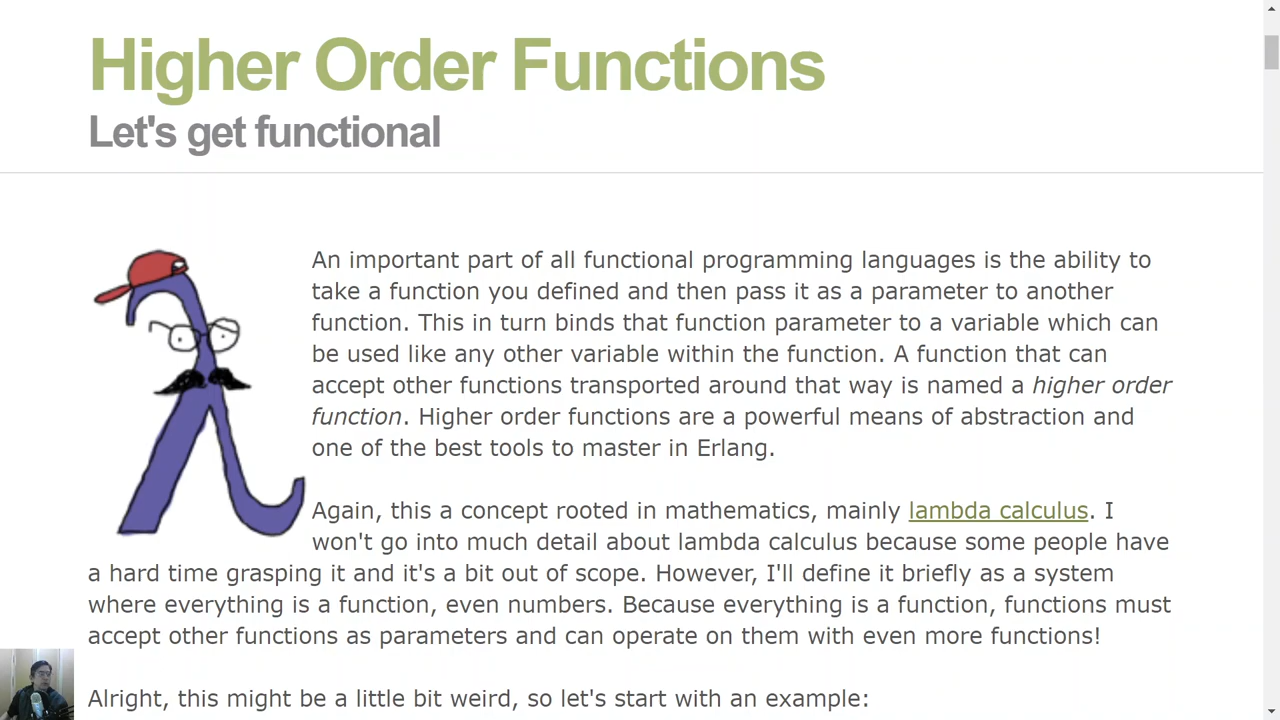 Higher Order Functions
Let's get functional
An important part of all functional programming languages is the ability to
take a function you defined and then pass it as a parameter to another
function. This in turn binds that function parameter to a variable which can
be used like any other variable within the function. A function that can
accept other functions transported around that way is named a higher order
function. Higher order functions are a powerful means of abstraction and
one of the best tools to master in Erlang.
Again, this a concept rooted in mathematics, mainly lambda calculus. I
won't go into much detail about lambda calculus because some people have
a hard time grasping it and it's a bit out of scope. However, I'll define it briefly as a system
where everything is a function, even numbers. Because everything is a function, functions must
accept other functions as parameters and can operate on them with even more functions!
Alright, this might be a little bit weird, so let's start with an example: